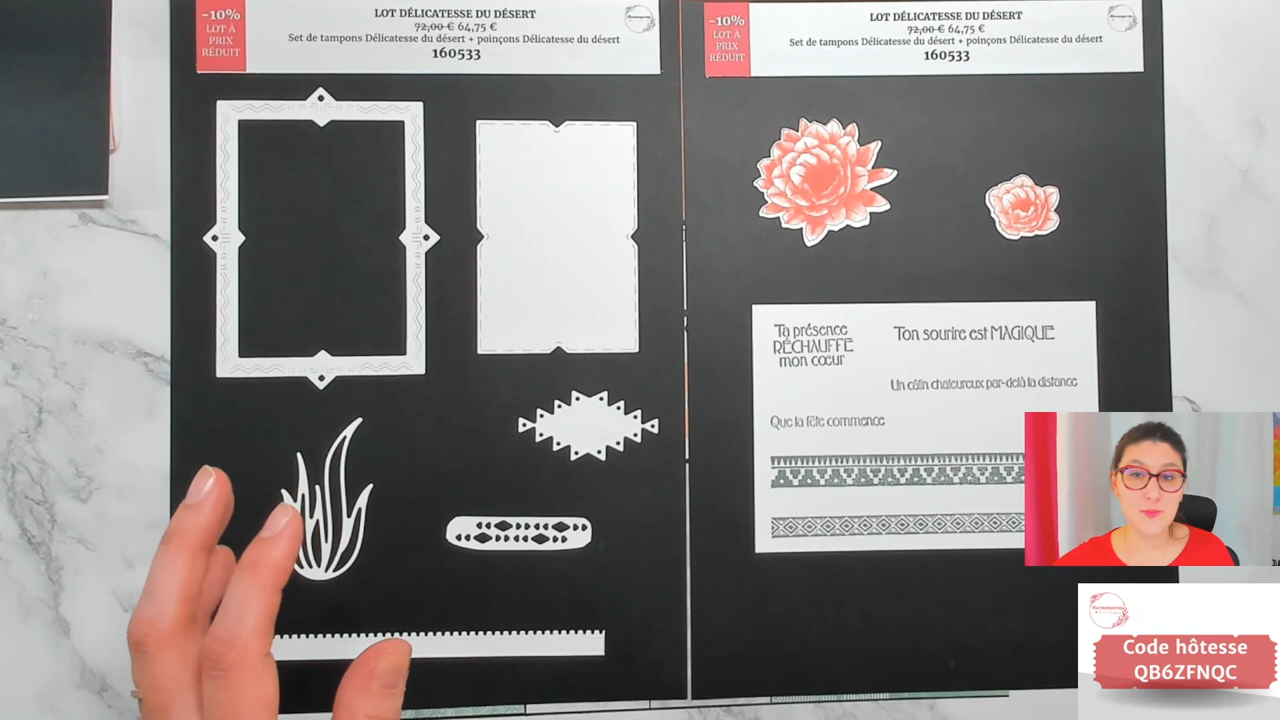 -10%
LOT À
PRIX
RÉDUIT
LOT DÉLICATESSE DU DÉSERT
72,00 € 64,75 €
Set de tampons Délicatesse du désert + poinçons Délicatesse du désert
160533
-10%
LOT À
PRIX
RÉDUIT
LOT DÉLICATESSE DU DÉSERT
72,00 € 64,75 €
Set de tampons Délicatesse du désert + poinçons Délicatesse du désert
160533
Ta présence
RÉCHAUFFE
mon cœur
Ton sourire est MAGIQUE
Un câlin chaleureux par-delà la distance
Que la fête commence
Code hôtesse
QB6ZFNQC